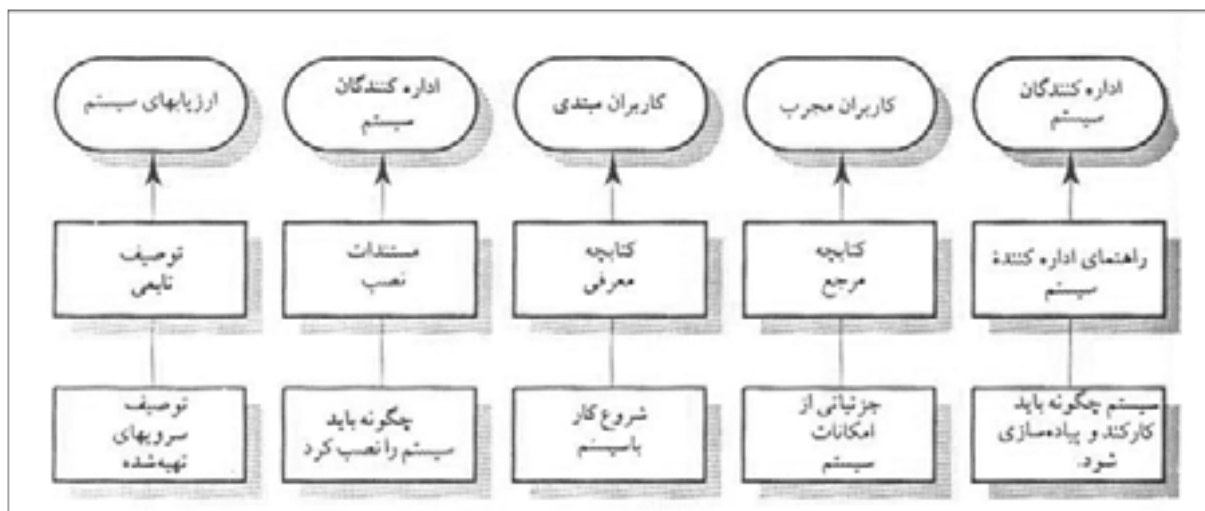 اداره کنندگان
سیستم
کاربران مجرب
کاربران مبتدی
اداره کنندگان
سیستم
ارزیابهای سیستم
راهنمای اداره کنندهٔ
سیستم
کتابچه
مرجع
کتابچه
معرفی
مستندات
نصب
توصیف
تابعی
سیستم چگونه باید
کارکند و پیاده‌سازی
شود.
جزئیاتی از
امکانات
سیستم
شروع کار
باسیستم
چگونه باید
سیستم را نصب کرد
توصیف
سرویهای
تهیه‌شده